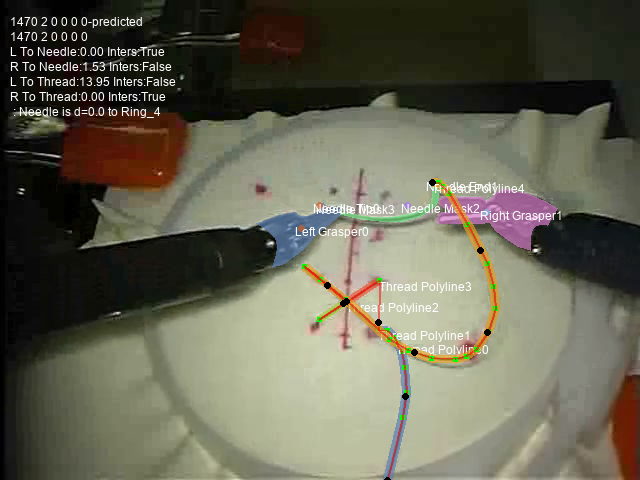 1470 2 0 0 0 0-predicted
1470 2 0 0 0 0
L To Needle:0.00 Inters:True
R To Needle:1.53 Inters:False
L To Thread:13.95 Inters:False
R To Thread:0.00 Inters:True
: Needle is d=0.0 to Ring_4
Thread Polyline4
Needle Mask3
Needle Mask2
Right Grasper1
Left Grasper0
Thread Polyline3
Thread Polyline2
Thread Polyline1
Thread Polyline0